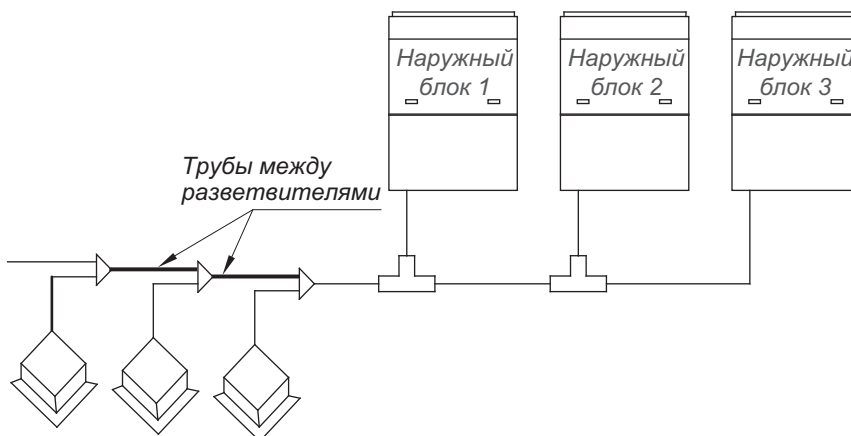 Наружный
блок 1
Наружный
блок 2
Наружный
блок 3
Трубы между
разветвителями